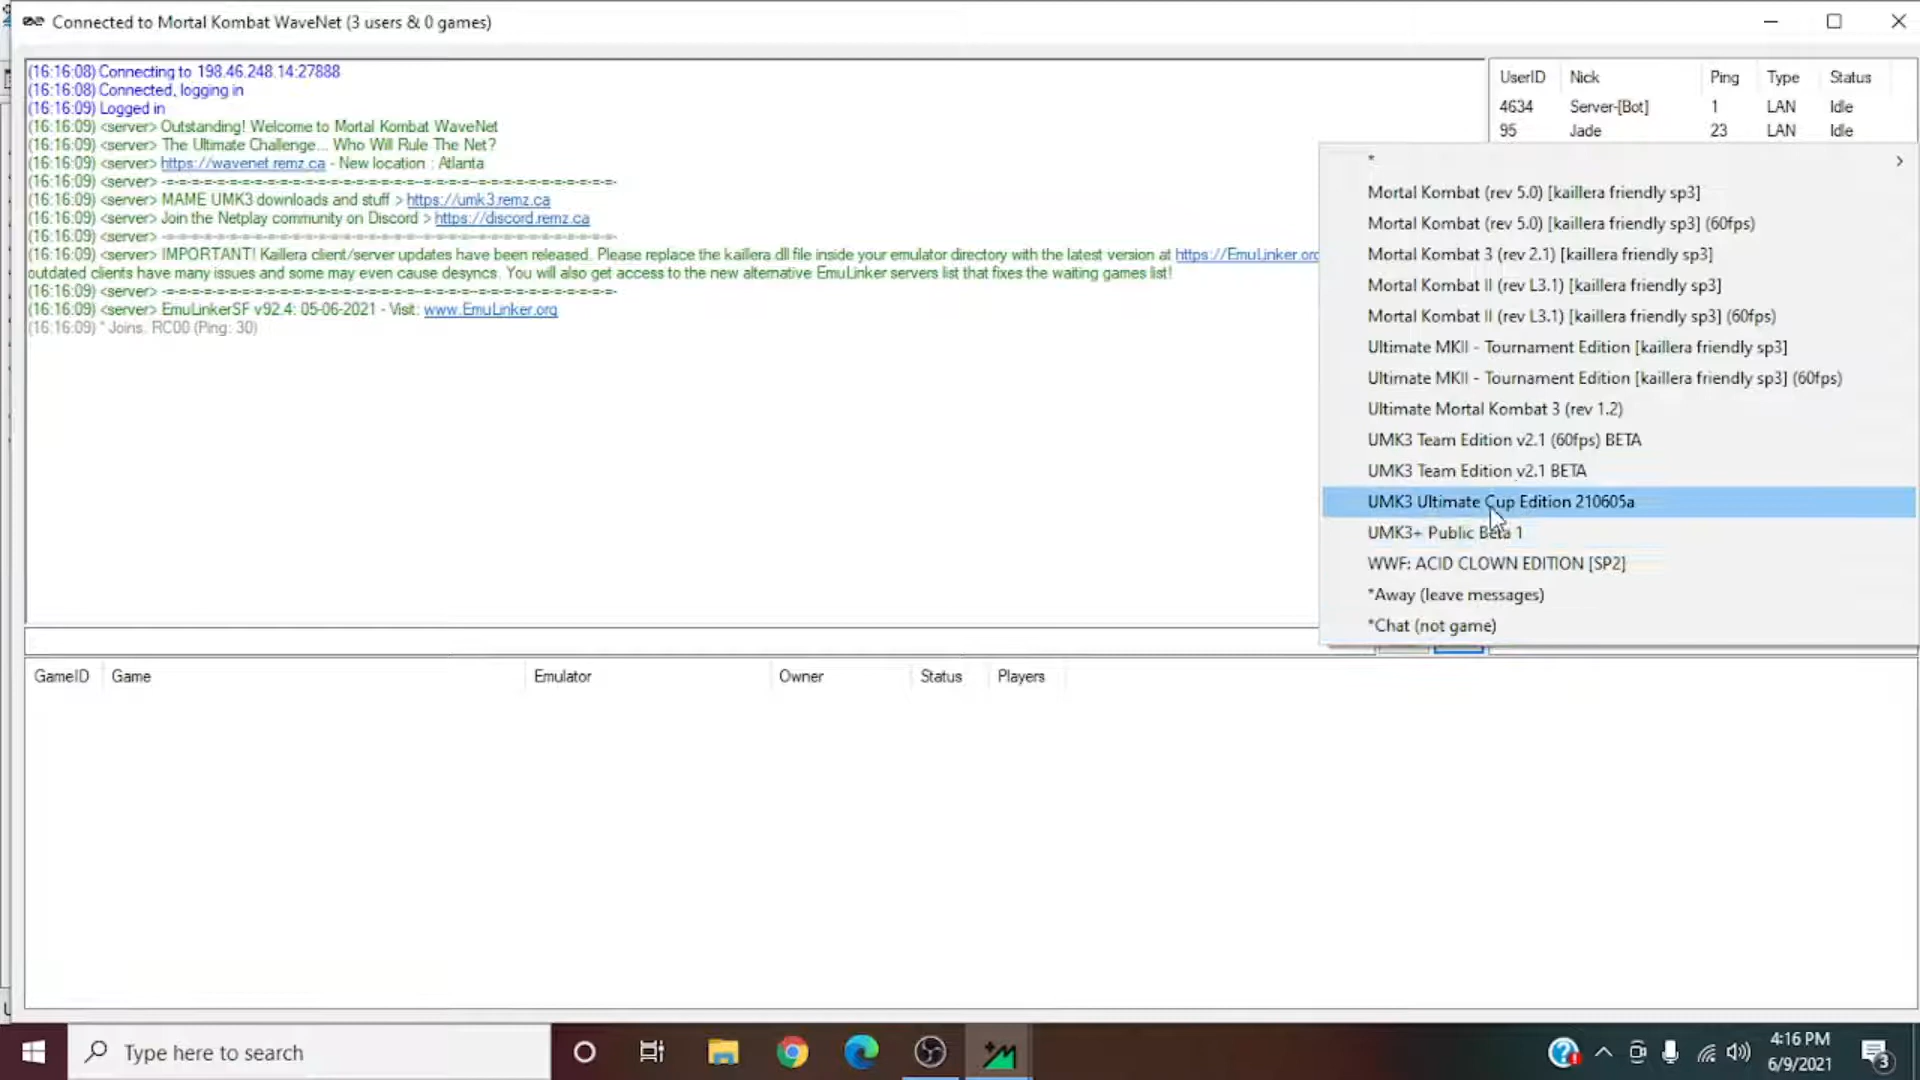 Connected to Mortal Kombat WaveNet (3 users & 0 games)
(16:16:08) Connecting to 198.46.248.14:27888
(16:16:08) Connected, logging in
(16:16:09) Logged in
(16:16:09) <server> Outstanding! Welcome to Mortal Kombat WaveNet
(16:16:09) <server> The Ultimate Challenge... Who Will Rule The Net?
(16:16:09) <server> https://wavenet.remz.ca - New location : Atlanta
(16:16:09) <server> -=-=-=-=-=-=-=-=-=-=-=-=-=-=-=-=-=-=-=-=-=-=-=-=-=-
(16:16:09) <server> MAME UMK3 downloads and stuff > https://umk3.remz.ca
(16:16:09) <server> Join the Netplay community on Discord > https://discord.remz.ca
(16:16:09) <server> -=-=-=-=-=-=-=-=-=-=-=-=-=-=-=-=-=-=-=-=-=-=-=-=-=-
(16:16:09) <server> IMPORTANT! Kaillera client/server updates have been released. Please replace the kaillera dll file inside your emulator directory with the latest version at https://EmuLinker.org
outdated clients have many issues and some may even cause desyncs. You will also get access to the new alternative EmuLinker servers list that fixes the waiting games list!
(16:16:09) <server> -=-=-=-=-=-=-=-=-=-=-=-=-=-=-=-=-=-=-=-=-=-=-=-=-=-
(16:16:09) <server> EmuLinkerSF v92.4: 05-06-2021 - Visit: www.EmuLinker.org
(16:16:09) * Joins: RC00 (Ping: 30)
UserID Nick Ping Type Status
4634 Server-[Bot] 1 LAN Idle
95 Jade 23 LAN Idle
*
Mortal Kombat (rev 5.0) [kaillera friendly sp3]
Mortal Kombat (rev 5.0) [kaillera friendly sp3] (60fps)
Mortal Kombat 3 (rev 2.1) [kaillera friendly sp3]
Mortal Kombat II (rev L3.1) [kaillera friendly sp3]
Mortal Kombat II (rev L3.1) [kaillera friendly sp3] (60fps)
Ultimate MKII - Tournament Edition [kaillera friendly sp3]
Ultimate MKII - Tournament Edition [kaillera friendly sp3] (60fps)
Ultimate Mortal Kombat 3 (rev 1.2)
UMK3 Team Edition v2.1 (60fps) BETA
UMK3 Team Edition v2.1 BETA
UMK3 Ultimate Cup Edition 210605a
UMK3+ Public Beta 1
WWF: ACID CLOWN EDITION [SP2]
*Away (leave messages)
*Chat (not game)
GameID Game Emulator Owner Status Players
Type here to search
4:16 PM
6/9/2021
3